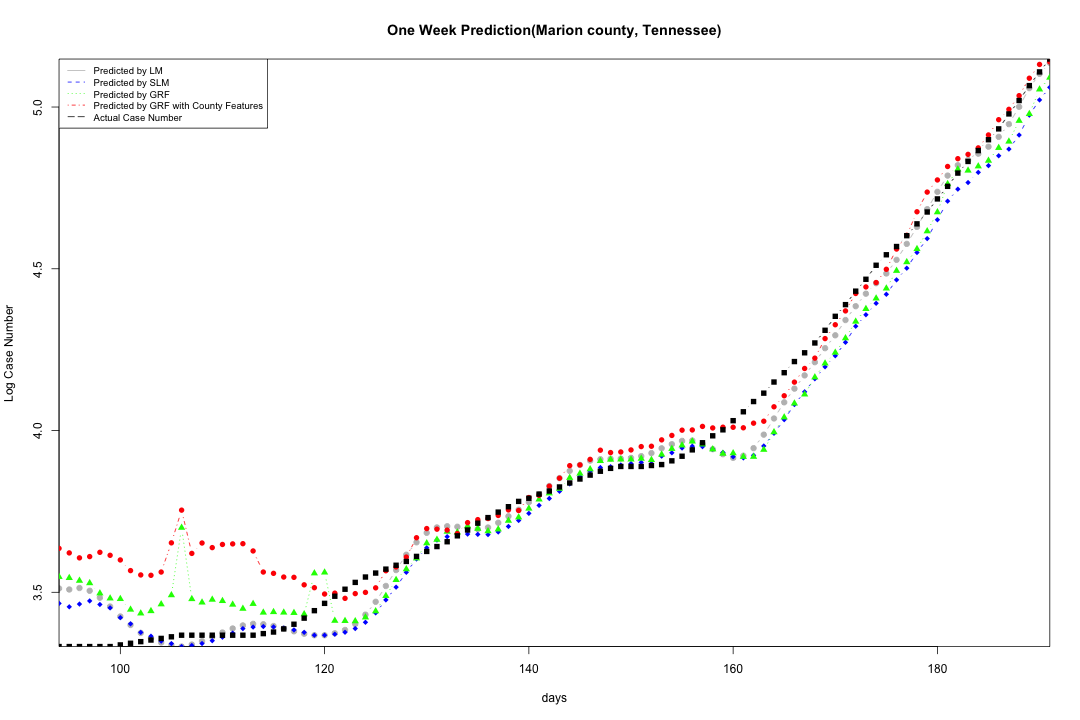 One Week Prediction(Marion county, Tennessee)
Predicted by LM
Predicted by SLM
Predicted by GRF
Predicted by GRF with County Features
Actual Case Number
5.0
4.5
4.0
3.5
Log Case Number
100 120 140 160 180
days